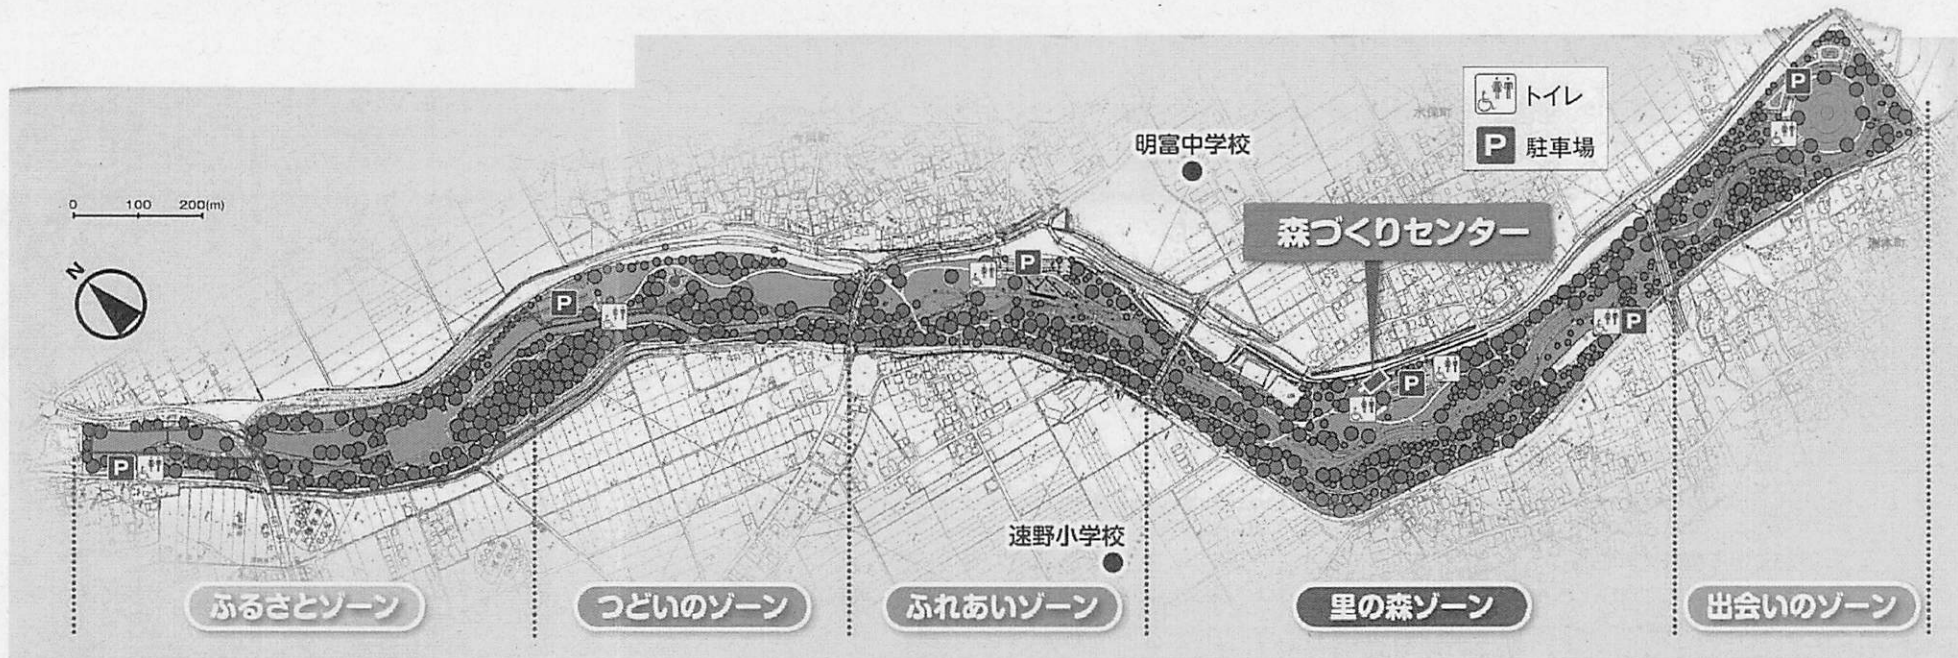 トイレ
P 駐車場
明富中学校
水保町
森づくりセンター
0 100 200(m)
N
P
P
P
P
P
P
速野小学校
ふるさとゾーン
つどいのゾーン
ふれあいゾーン
里の森ゾーン
出会いのゾーン